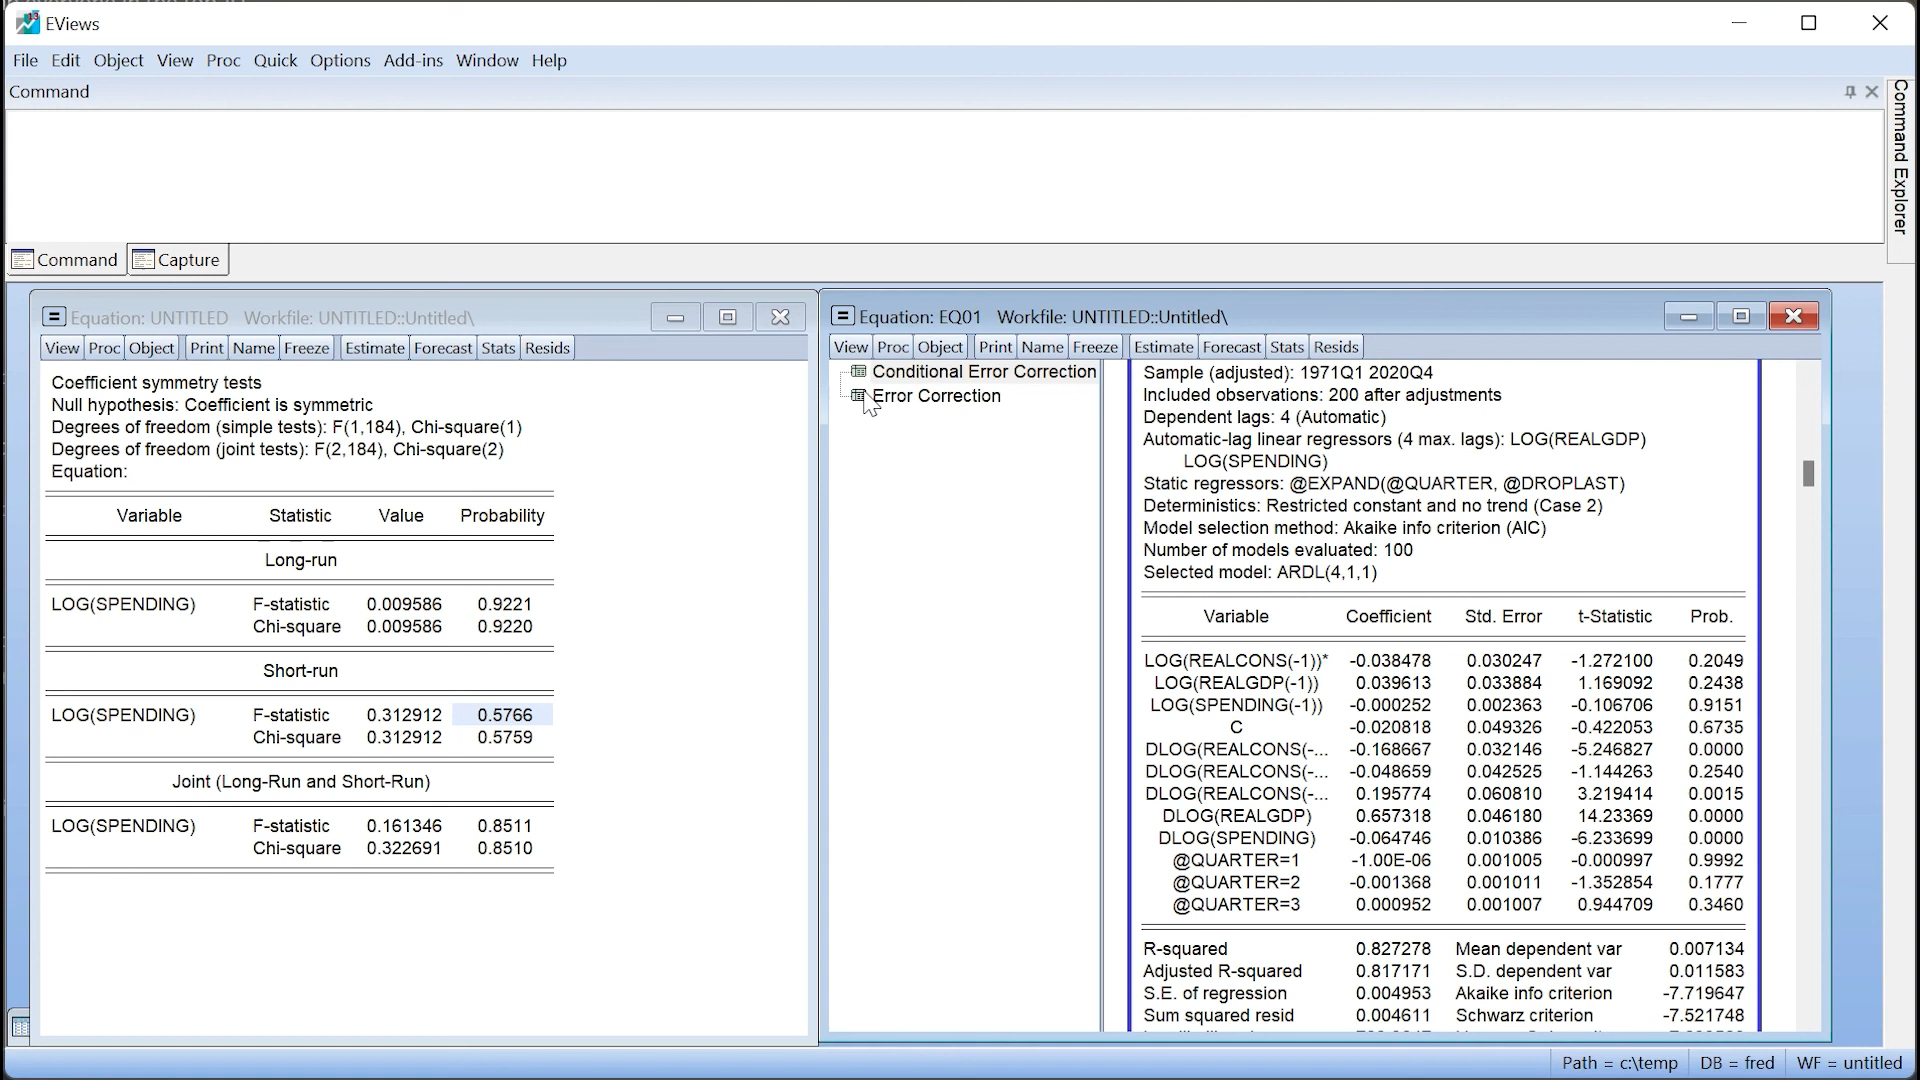 EViews
File Edit Object View Proc Quick Options Add-ins Window Help
Command
Command Explorer
Command Capture
Equation: UNTITLED Workfile: UNTITLED::Untitled\
View Proc Object Print Name Freeze Estimate Forecast Stats Resids
Coefficient symmetry tests
Null hypothesis: Coefficient is symmetric
Degrees of freedom (simple tests): F(1,184), Chi-square(1)
Degrees of freedom (joint tests): F(2,184), Chi-square(2)
Equation:
Variable Statistic Value Probability
Long-run
LOG(SPENDING) F-statistic 0.009586 0.9221
Chi-square 0.009586 0.9220
Short-run
LOG(SPENDING) F-statistic 0.312912 0.5766
Chi-square 0.312912 0.5759
Joint (Long-Run and Short-Run)
LOG(SPENDING) F-statistic 0.161346 0.8511
Chi-square 0.322691 0.8510
Equation: EQ01 Workfile: UNTITLED::Untitled\
View Proc Object Print Name Freeze Estimate Forecast Stats Resids
Conditional Error Correction
Error Correction
Sample (adjusted): 1971Q1 2020Q4
Included observations: 200 after adjustments
Dependent lags: 4 (Automatic)
Automatic-lag linear regressors (4 max. lags): LOG(REALGDP)
LOG(SPENDING)
Static regressors: @EXPAND(@QUARTER, @DROPLAST)
Deterministics: Restricted constant and no trend (Case 2)
Model selection method: Akaike info criterion (AIC)
Number of models evaluated: 100
Selected model: ARDL(4,1,1)
Variable Coefficient Std. Error t-Statistic Prob.
LOG(REALCONS(-1))* -0.038478 0.030247 -1.272100 0.2049
LOG(REALGDP(-1)) 0.039613 0.033884 1.169092 0.2438
LOG(SPENDING(-1)) -0.000252 0.002363 -0.106706 0.9151
C -0.020818 0.049326 -0.422053 0.6735
DLOG(REALCONS(-... -0.168667 0.032146 -5.246827 0.0000
DLOG(REALCONS(-... -0.048659 0.042525 -1.144263 0.2540
DLOG(REALCONS(-... 0.195774 0.060810 3.219414 0.0015
DLOG(REALGDP) 0.657318 0.046180 14.23369 0.0000
DLOG(SPENDING) -0.064746 0.010386 -6.233699 0.0000
@QUARTER=1 -1.00E-06 0.001005 -0.000997 0.9992
@QUARTER=2 -0.001368 0.001011 -1.352854 0.1777
@QUARTER=3 0.000952 0.001007 0.944709 0.3460
R-squared 0.827278 Mean dependent var 0.007134
Adjusted R-squared 0.817171 S.D. dependent var 0.011583
S.E. of regression 0.004953 Akaike info criterion -7.719647
Sum squared resid 0.004611 Schwarz criterion -7.521748
Path = c:\temp DB = fred WF = untitled